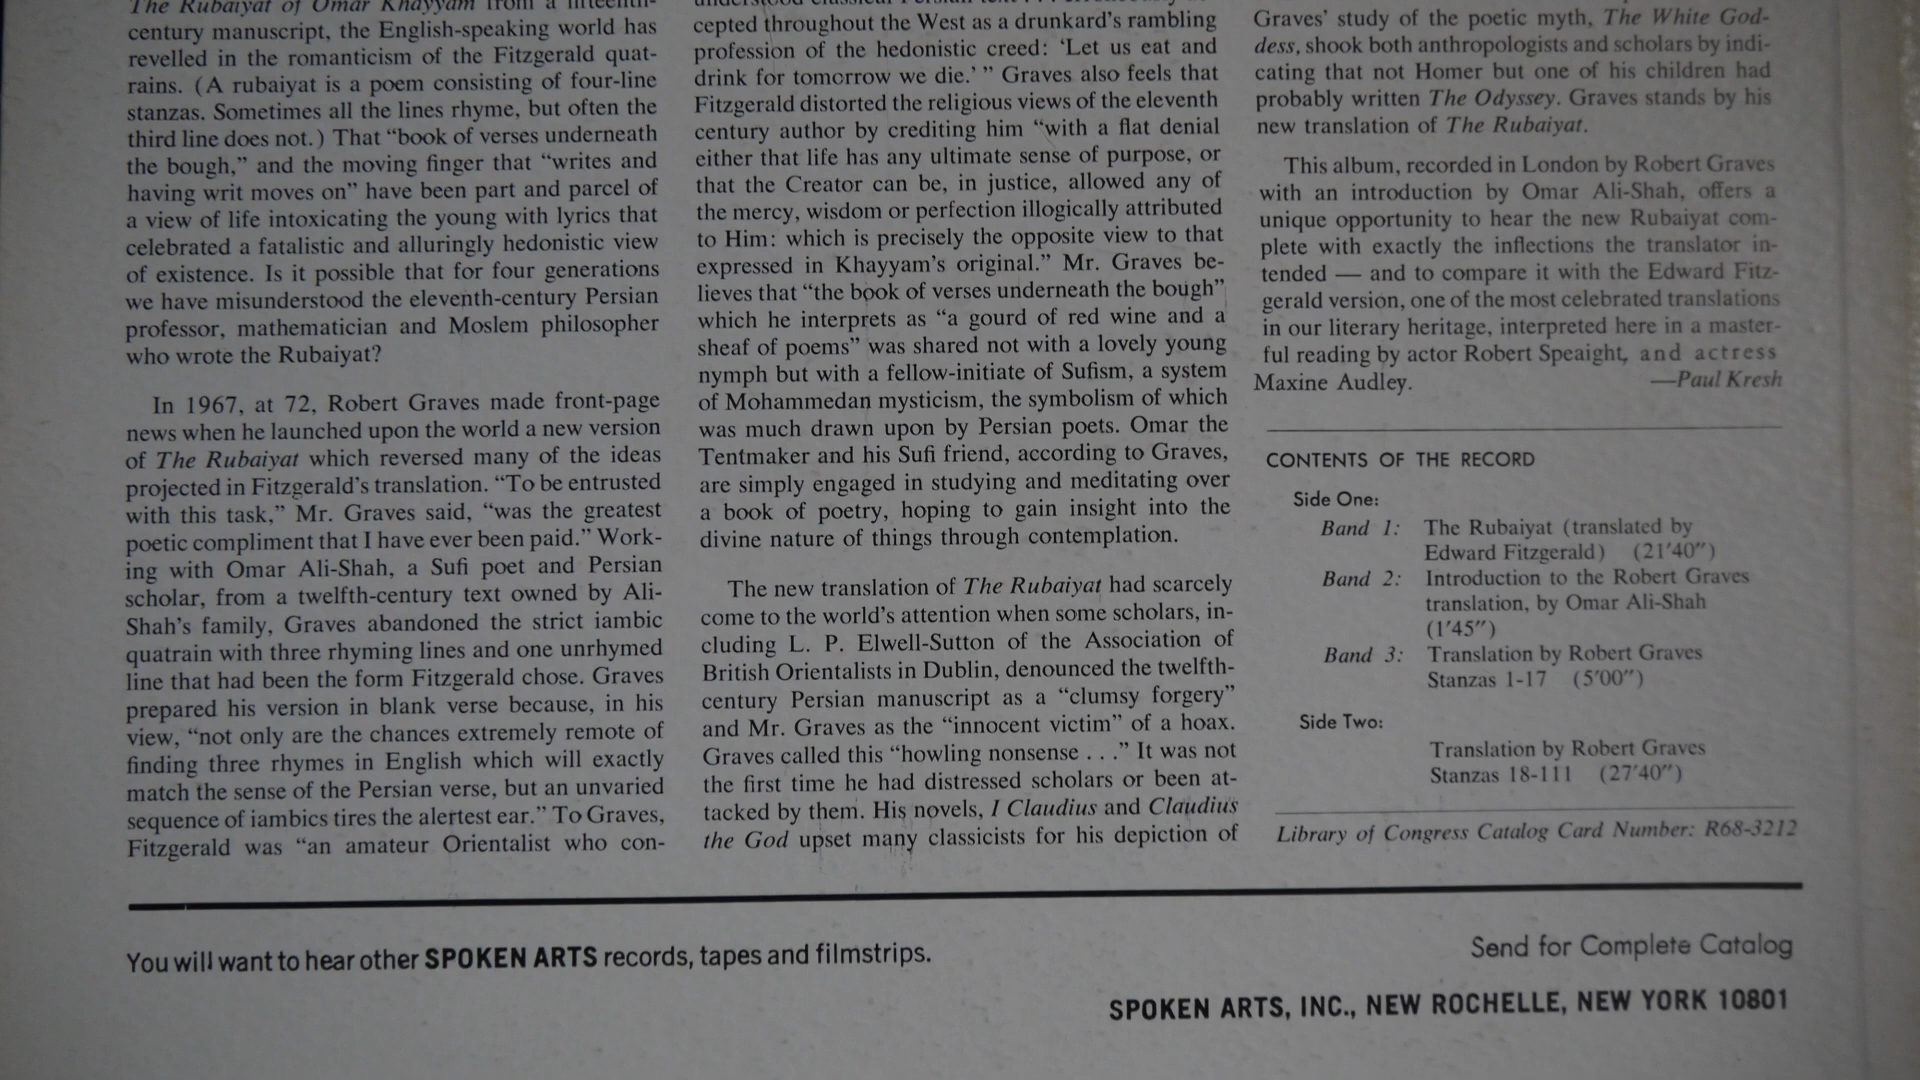 The Rubaiyat of Omar Khayyam from a fifteenth-
century manuscript, the English-speaking world has
revelled in the romanticism of the Fitzgerald quat-
rains. (A rubaiyat is a poem consisting of four-line
stanzas. Sometimes all the lines rhyme, but often the
third line does not.) That “book of verses underneath
the bough,” and the moving finger that “writes and
having writ moves on” have been part and parcel of
a view of life intoxicating the young with lyrics that
celebrated a fatalistic and alluringly hedonistic view
of existence. Is it possible that for four generations
we have misunderstood the eleventh-century Persian
professor, mathematician and Moslem philosopher
who wrote the Rubaiyat?
In 1967, at 72, Robert Graves made front-page
news when he launched upon the world a new version
of The Rubaiyat which reversed many of the ideas
projected in Fitzgerald’s translation. “To be entrusted
with this task,” Mr. Graves said, “was the greatest
poetic compliment that I have ever been paid.” Work-
ing with Omar Ali-Shah, a Sufi poet and Persian
scholar, from a twelfth-century text owned by Ali-
Shah’s family, Graves abandoned the strict iambic
quatrain with three rhyming lines and one unrhymed
line that had been the form Fitzgerald chose. Graves
prepared his version in blank verse because, in his
view, “not only are the chances extremely remote of
finding three rhymes in English which will exactly
match the sense of the Persian verse, but an unvaried
sequence of iambics tires the alertest ear.” To Graves,
Fitzgerald was “an amateur Orientalist who con-
cepted throughout the West as a drunkard’s rambling
profession of the hedonistic creed: ‘Let us eat and
drink for tomorrow we die.’ ” Graves also feels that
Fitzgerald distorted the religious views of the eleventh
century author by crediting him “with a flat denial
either that life has any ultimate sense of purpose, or
that the Creator can be, in justice, allowed any of
the mercy, wisdom or perfection illogically attributed
to Him: which is precisely the opposite view to that
expressed in Khayyam’s original.” Mr. Graves be-
lieves that “the book of verses underneath the bough”
which he interprets as “a gourd of red wine and a
sheaf of poems” was shared not with a lovely young
nymph but with a fellow-initiate of Sufism, a system
of Mohammedan mysticism, the symbolism of which
was much drawn upon by Persian poets. Omar the
Tentmaker and his Sufi friend, according to Graves,
are simply engaged in studying and meditating over
a book of poetry, hoping to gain insight into the
divine nature of things through contemplation.
The new translation of The Rubaiyat had scarcely
come to the world’s attention when some scholars, in-
cluding L. P. Elwell-Sutton of the Association of
British Orientalists in Dublin, denounced the twelfth-
century Persian manuscript as a “clumsy forgery”
and Mr. Graves as the “innocent victim” of a hoax.
Graves called this “howling nonsense . . .” It was not
the first time he had distressed scholars or been at-
tacked by them. His novels, I Claudius and Claudius
the God upset many classicists for his depiction of
Graves’ study of the poetic myth, The White God-
dess, shook both anthropologists and scholars by indi-
cating that not Homer but one of his children had
probably written The Odyssey. Graves stands by his
new translation of The Rubaiyat.
This album, recorded in London by Robert Graves
with an introduction by Omar Ali-Shah, offers a
unique opportunity to hear the new Rubaiyat com-
plete with exactly the inflections the translator in-
tended — and to compare it with the Edward Fitz-
gerald version, one of the most celebrated translations
in our literary heritage, interpreted here in a master-
ful reading by actor Robert Speaight, and actress
Maxine Audley. —Paul Kresh
CONTENTS OF THE RECORD
Side One:
Band 1: The Rubaiyat (translated by
Edward Fitzgerald) (21′40″)
Band 2: Introduction to the Robert Graves
translation, by Omar Ali-Shah
(1′45″)
Band 3: Translation by Robert Graves
Stanzas 1-17 (5′00″)
Side Two:
Translation by Robert Graves
Stanzas 18-111 (27′40″)
Library of Congress Catalog Card Number: R68-3212
You will want to hear other SPOKEN ARTS records, tapes and filmstrips.
Send for Complete Catalog
SPOKEN ARTS, INC., NEW ROCHELLE, NEW YORK 10801